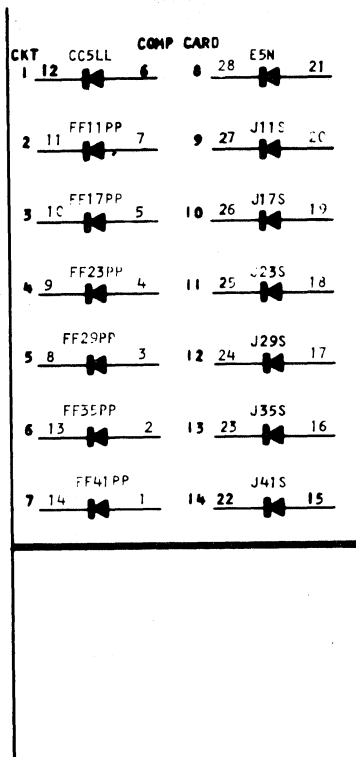 COMP CARD
CKT CC5LL E5N
1 12 6 8 28 21
FF11PP J11S
2 11 7 9 27 20
FF17PP J17S
3 10 5 10 26 19
FF23PP J23S
4 9 4 11 25 18
FF29PP J29S
5 8 3 12 24 17
FF35PP J35S
6 13 2 13 23 16
FF41PP J41S
7 14 1 14 22 15